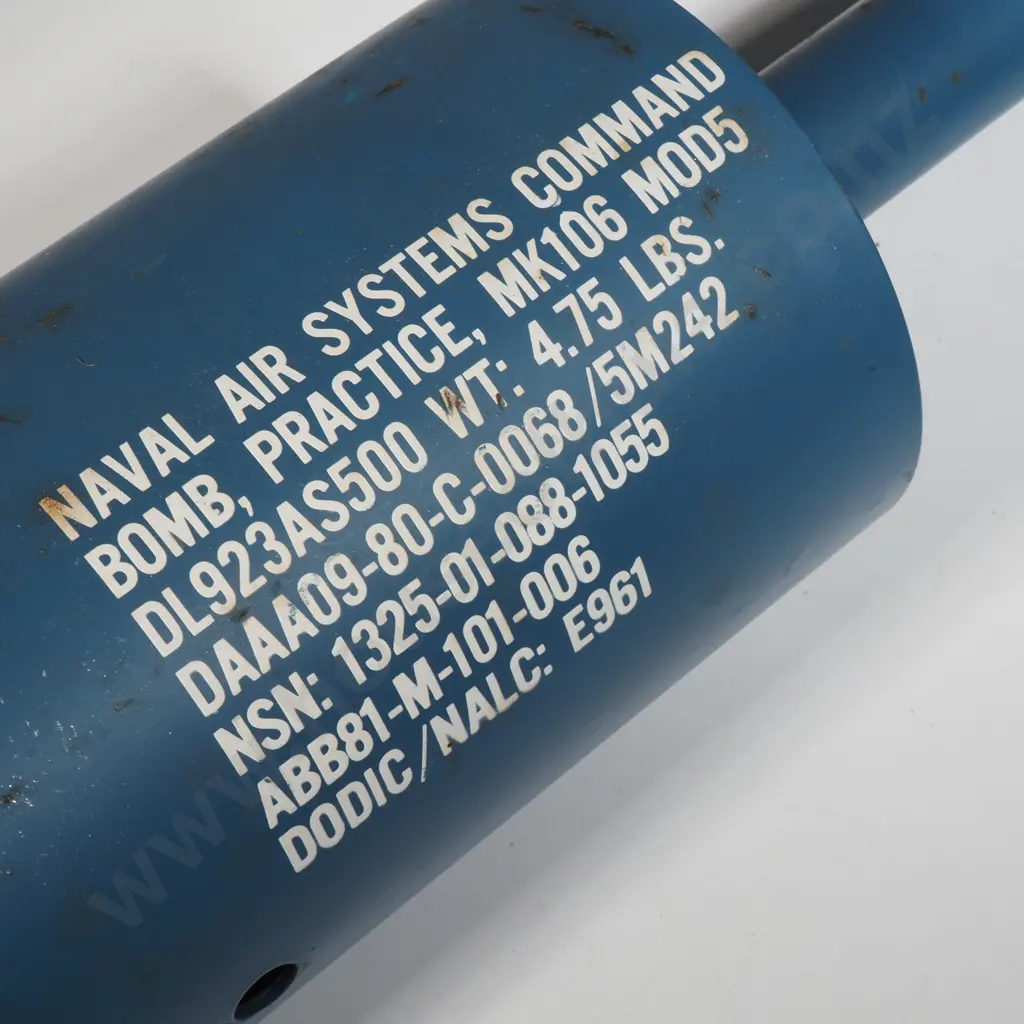 NAVAL AIR SYSTEMS COMMAND
BOMB, PRACTICE, MK106 MOD5
DL923AS500 WT: 4.75 LBS.
DAAA09-80-C-0068/5M242
NSN: 1325-01-088-1055
ABB81-M-101-006
DODIC/NALC: E961